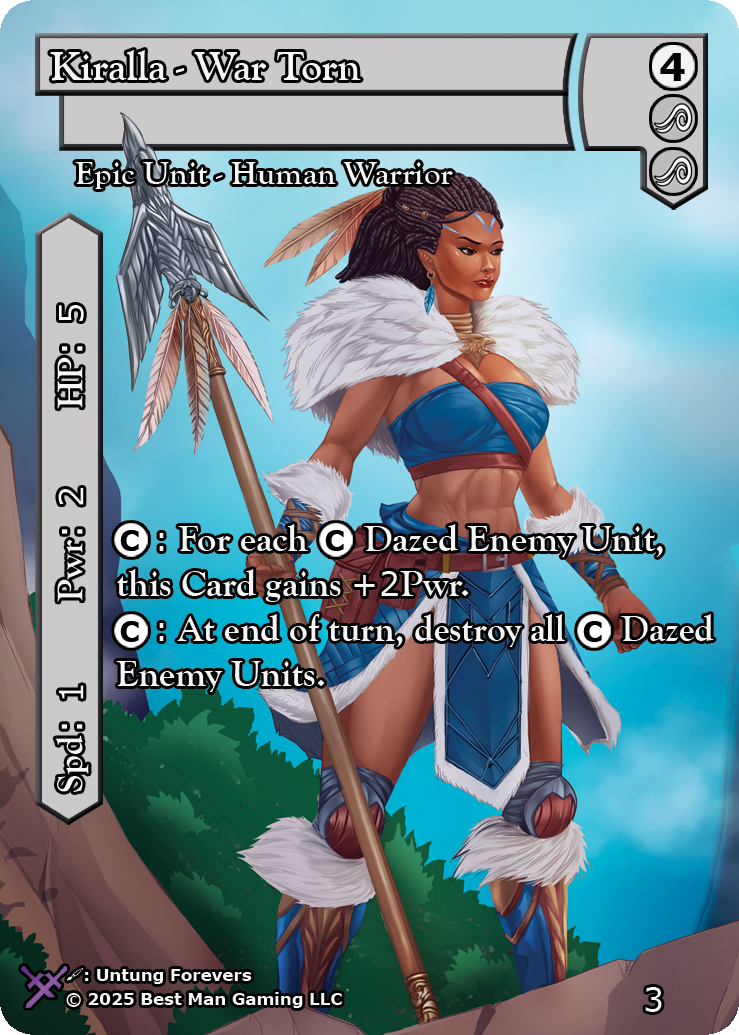 Kiralla - War Torn
4
Epic Unit - Human Warrior
HP: 5
Pwr: 2
Spd: 1
C: For each C Dazed Enemy Unit,
this Card gains +2Pwr.
C: At end of turn, destroy all C Dazed
Enemy Units.
: Untung Forevers
© 2025 Best Man Gaming LLC
3